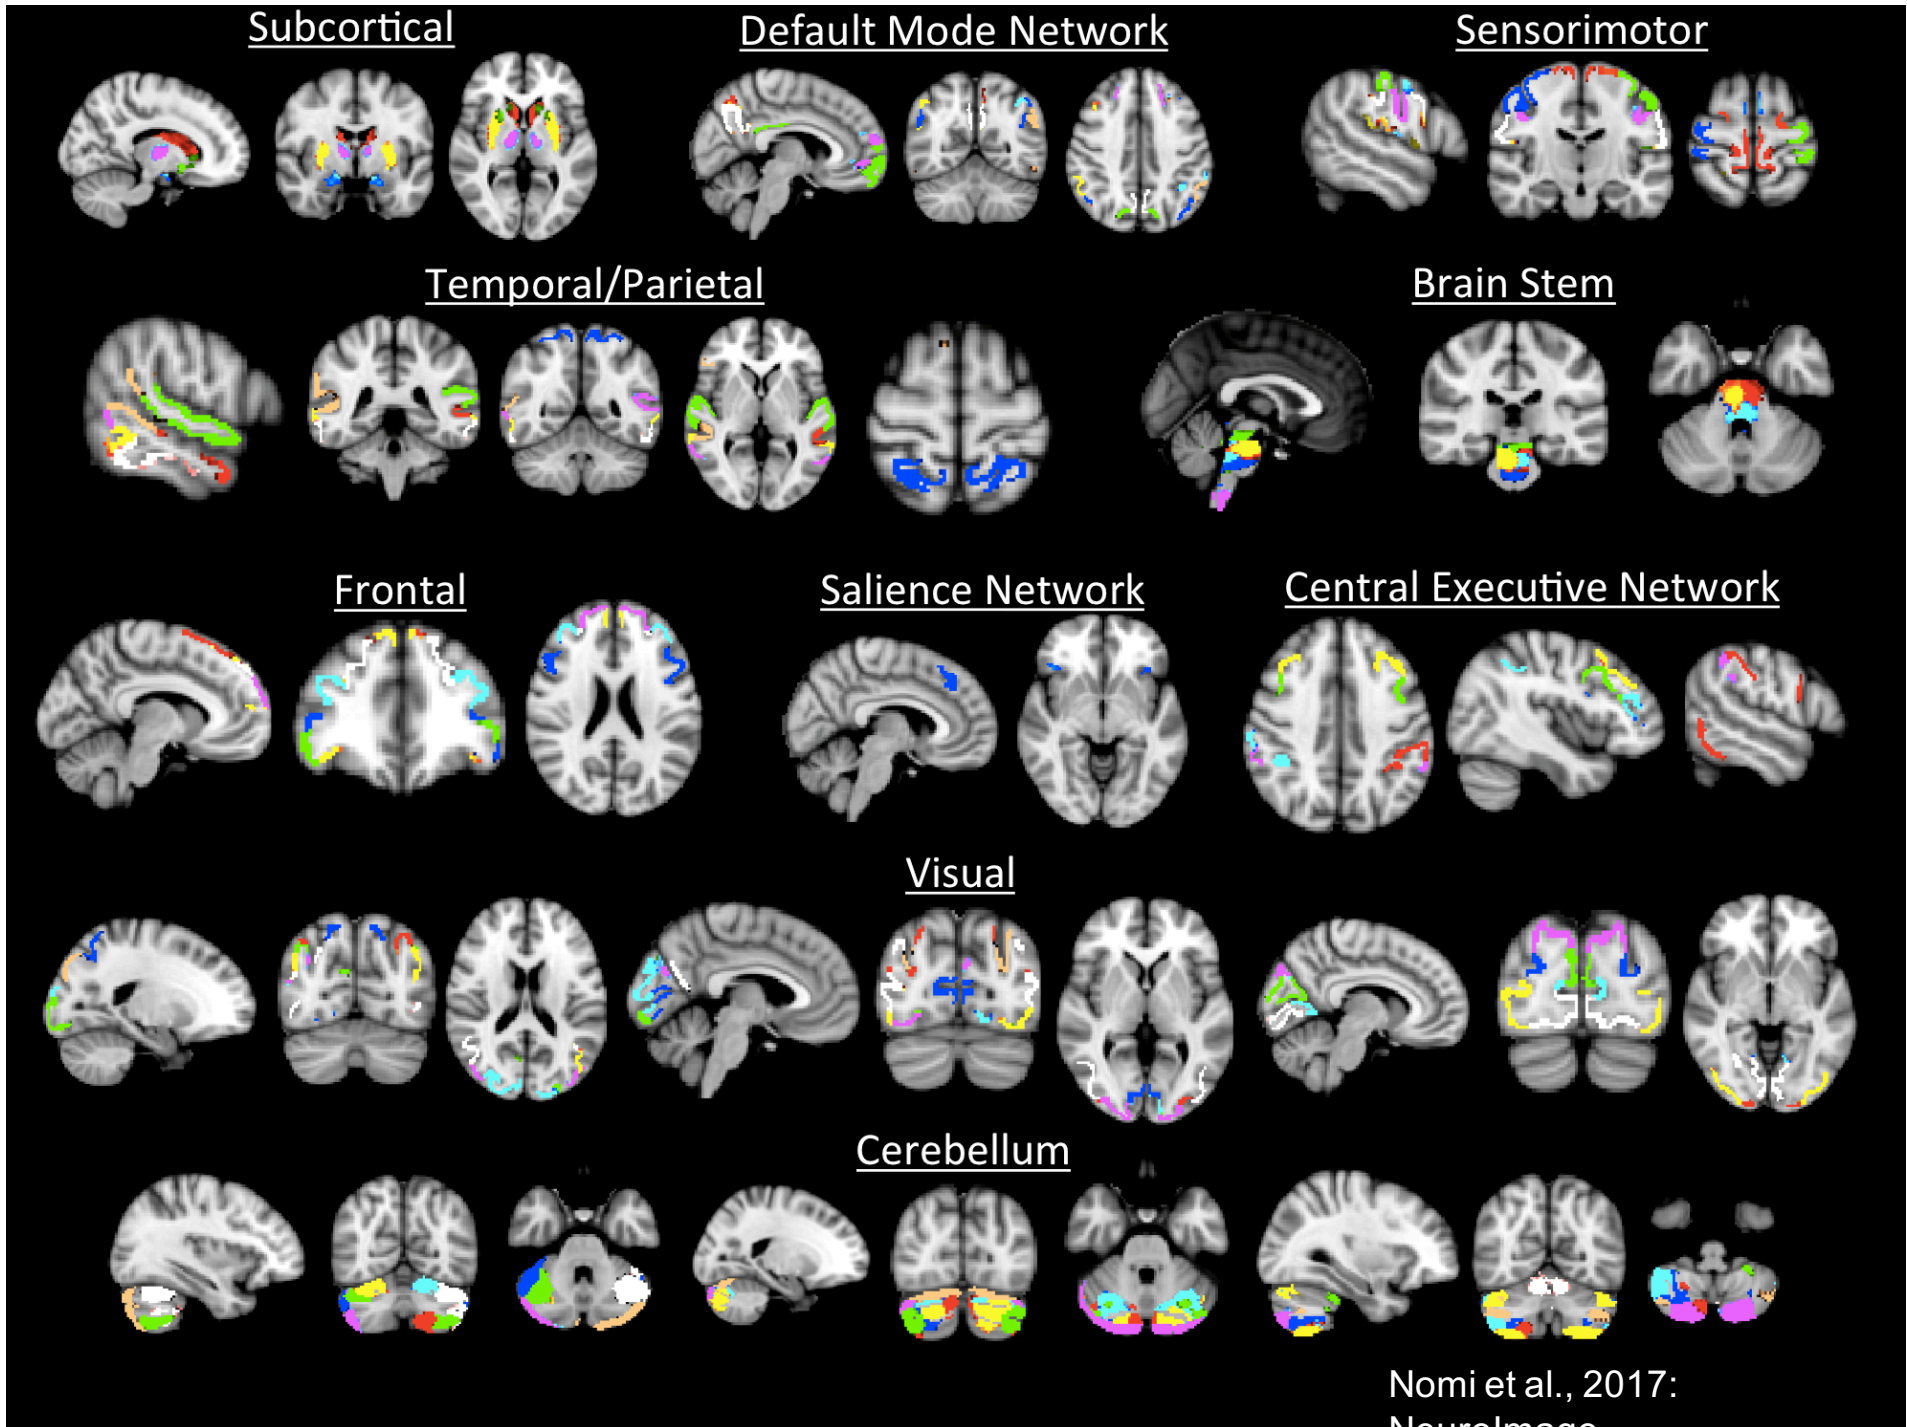 Subcortical
Default Mode Network
Sensorimotor
Temporal/Parietal
Brain Stem
Frontal
Salience Network
Central Executive Network
Visual
Cerebellum
Nomi et al., 2017:
NeuroImage